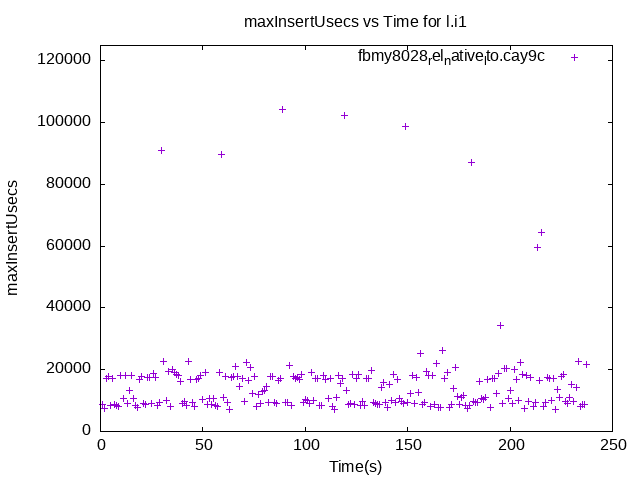 maxInsertUsecs vs Time for l.i1
fbmy8028relnativelto.cay9c
120000
100000
80000
60000
40000
20000
0
maxInsertUsecs
0 50 100 150 200 250
Time(s)